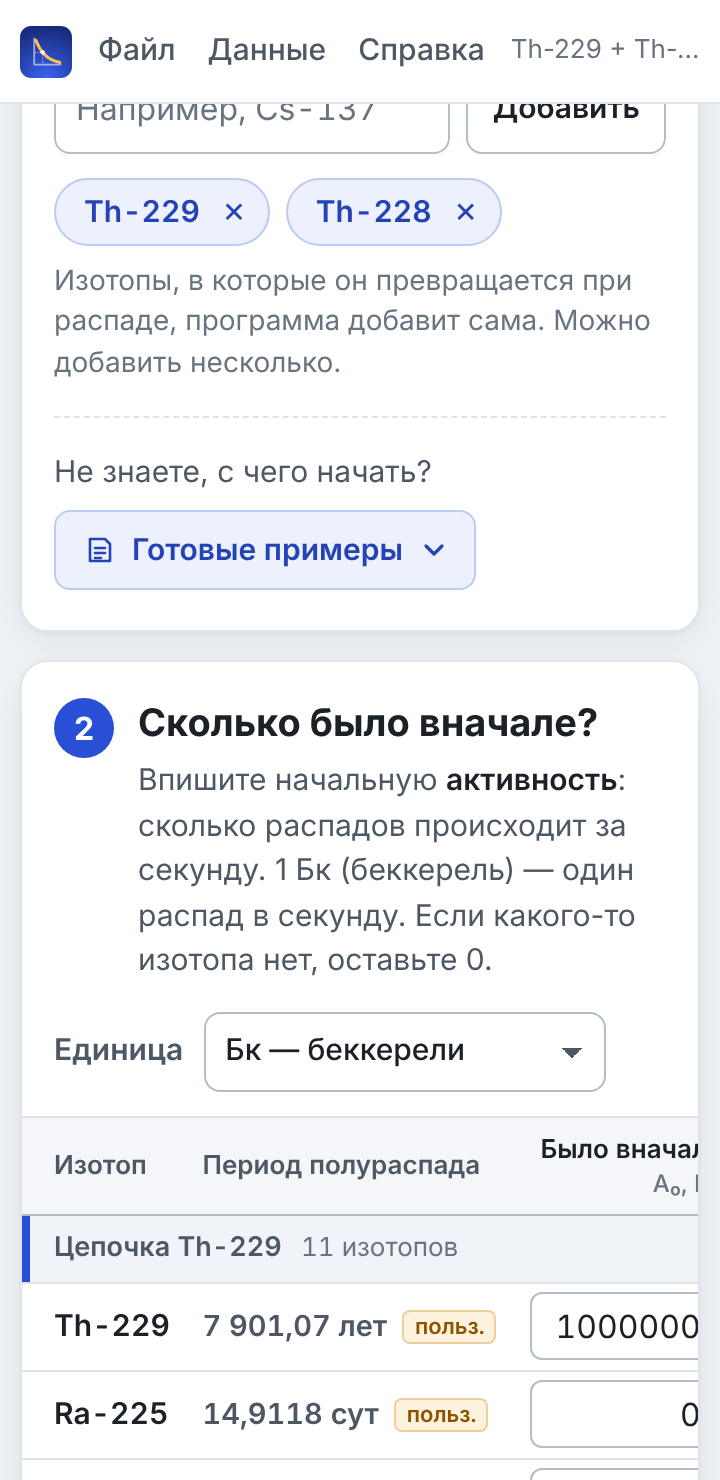 Файл Данные Справка Th-229 + Th-...
Например, Cs-137 Добавить
Th-229 × Th-228 ×
Изотопы, в которые он превращается при
распаде, программа добавит сама. Можно
добавить несколько.
Не знаете, с чего начать?
Готовые примеры
2 Сколько было вначале?
Впишите начальную активность:
сколько распадов происходит за
секунду. 1 Бк (беккерель) — один
распад в секунду. Если какого-то
изотопа нет, оставьте 0.
Единица Бк — беккерели
Изотоп Период полураспада Было вначал
A₀,
Цепочка Th-229 11 изотопов
Th-229 7 901,07 лет польз. 1000000
Ra-225 14,9118 сут польз. 0